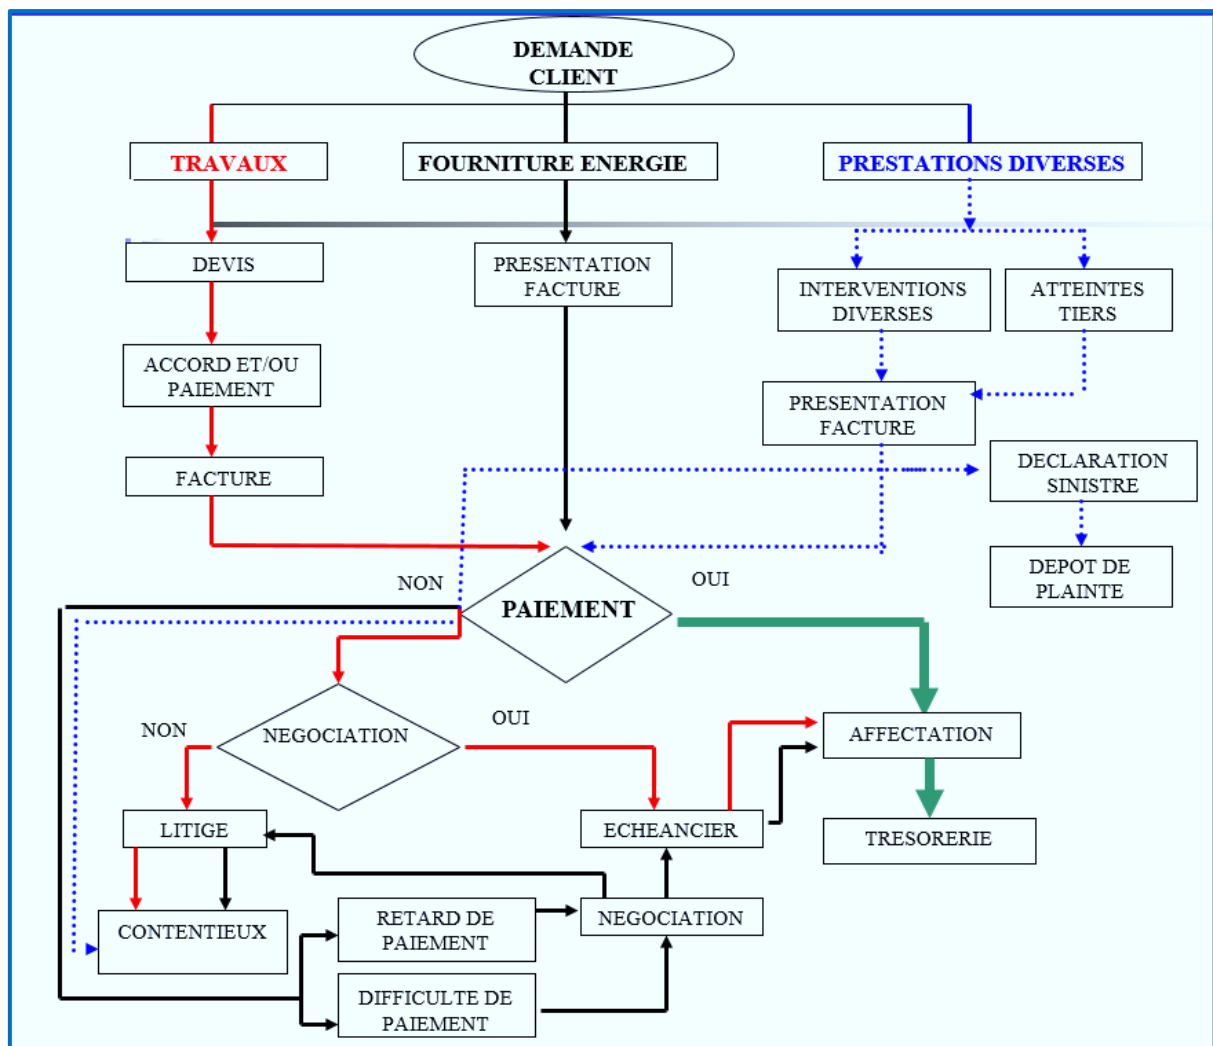 DEMANDE
CLIENT
TRAVAUX
FOURNITURE ENERGIE
PRESTATIONS DIVERSES
DEVIS
PRESENTATION
FACTURE
INTERVENTIONS
DIVERSES
ATTEINTES
TIERS
ACCORD ET/OU
PAIEMENT
PRESENTATION
FACTURE
FACTURE
DECLARATION
SINISTRE
NON
OUI
DEPOT DE
PLAINTE
PAIEMENT
NON
NEGOCIATION
OUI
AFFECTATION
LITIGE
ECHEANCIER
TRESORERIE
CONTENTIEUX
RETARD DE
PAIEMENT
NEGOCIATION
DIFFICULTE DE
PAIEMENT